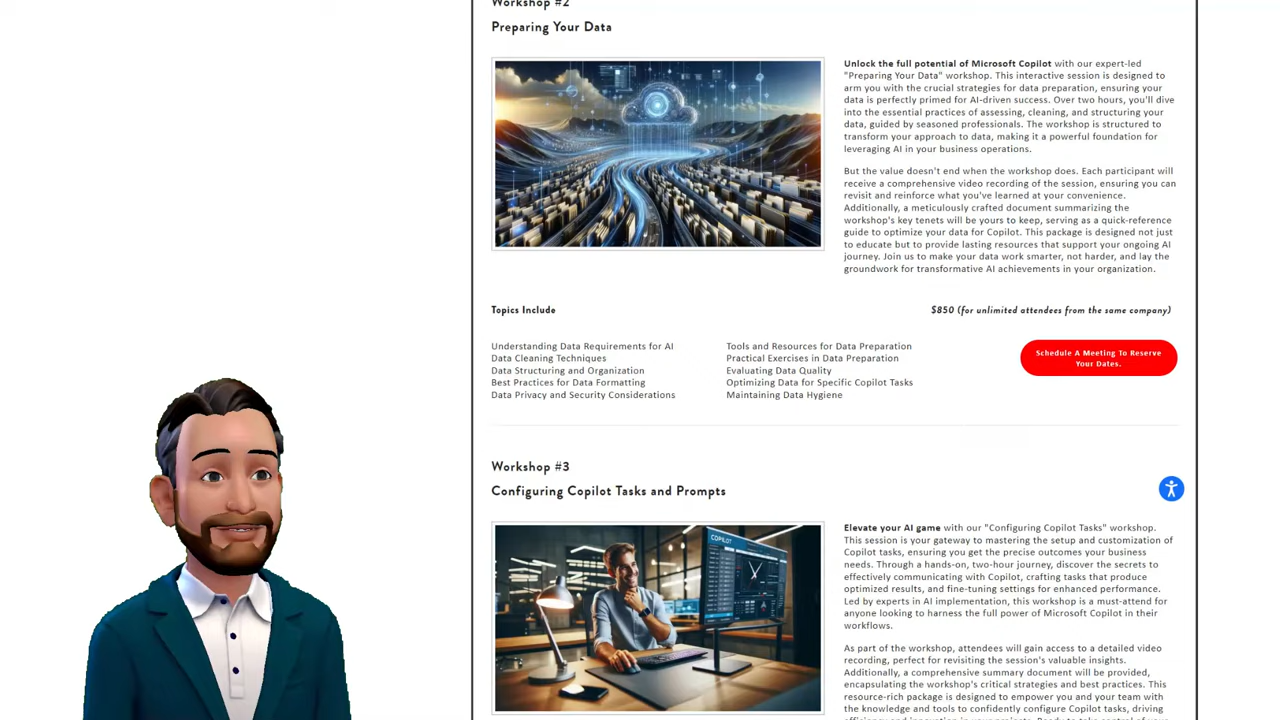 Workshop #2
Preparing Your Data
Unlock the full potential of Microsoft Copilot with our expert-led
"Preparing Your Data" workshop. This interactive session is designed to
arm you with the crucial strategies for data preparation, ensuring your
data is perfectly primed for AI-driven success. Over two hours, you'll dive
into the essential practices of assessing, cleaning, and structuring your
data, guided by seasoned professionals. The workshop is structured to
transform your approach to data, making it a powerful foundation for
leveraging AI in your business operations.
But the value doesn't end when the workshop does. Each participant will
receive a comprehensive video recording of the session, ensuring you can
revisit and reinforce what you've learned at your convenience.
Additionally, a meticulously crafted document summarizing the
workshop's key tenets will be yours to keep, serving as a quick-reference
guide to optimize your data for Copilot. This package is designed not just
to educate but to provide lasting resources that support your ongoing AI
journey. Join us to make your data work smarter, not harder, and lay the
groundwork for transformative AI achievements in your organization.
Topics Include
$850 (for unlimited attendees from the same company)
Understanding Data Requirements for AI
Data Cleaning Techniques
Data Structuring and Organization
Best Practices for Data Formatting
Data Privacy and Security Considerations
Tools and Resources for Data Preparation
Practical Exercises in Data Preparation
Evaluating Data Quality
Optimizing Data for Specific Copilot Tasks
Maintaining Data Hygiene
Schedule A Meeting To Reserve
Your Dates.
Workshop #3
Configuring Copilot Tasks and Prompts
COPILOT
Elevate your AI game with our "Configuring Copilot Tasks" workshop.
This session is your gateway to mastering the setup and customization of
Copilot tasks, ensuring you get the precise outcomes your business
needs. Through a hands-on, two-hour journey, discover the secrets to
effectively communicating with Copilot, crafting tasks that produce
optimized results, and fine-tuning settings for enhanced performance.
Led by experts in AI implementation, this workshop is a must-attend for
anyone looking to harness the full power of Microsoft Copilot in their
workflows.
As part of the workshop, attendees will gain access to a detailed video
recording, perfect for revisiting the session's valuable insights.
Additionally, a comprehensive summary document will be provided,
encapsulating the workshop's critical strategies and best practices. This
resource-rich package is designed to empower you and your team with
the knowledge and tools to confidently configure Copilot tasks, driving